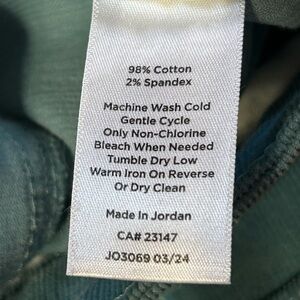 98% Cotton
2% Spandex
Machine Wash Cold
Gentle Cycle
Only Non-Chlorine
Bleach When Needed
Tumble Dry Low
Warm Iron On Reverse
Or Dry Clean
Made In Jordan
CA# 23147
JO3069 03/24